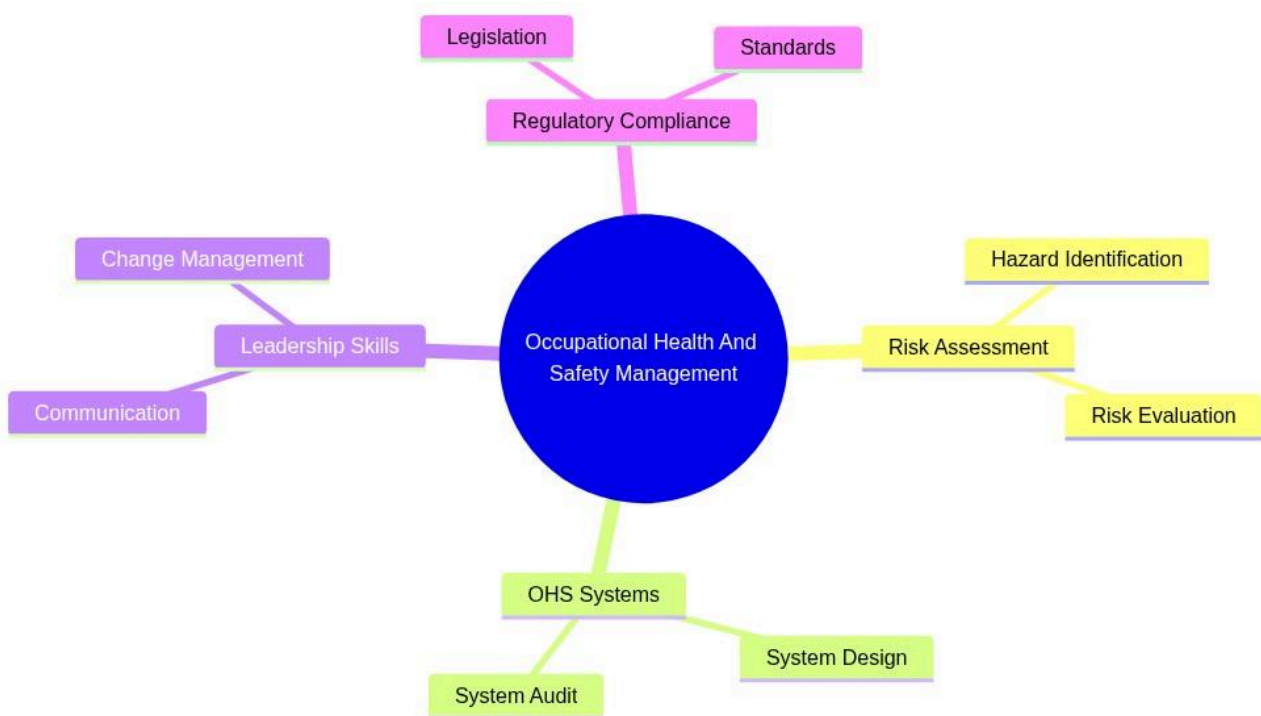 Legislation
Standards
Regulatory Compliance
Change Management
Hazard Identification
Leadership Skills
Occupational Health And
Safety Management
Risk Assessment
Communication
Risk Evaluation
OHS Systems
System Design
System Audit